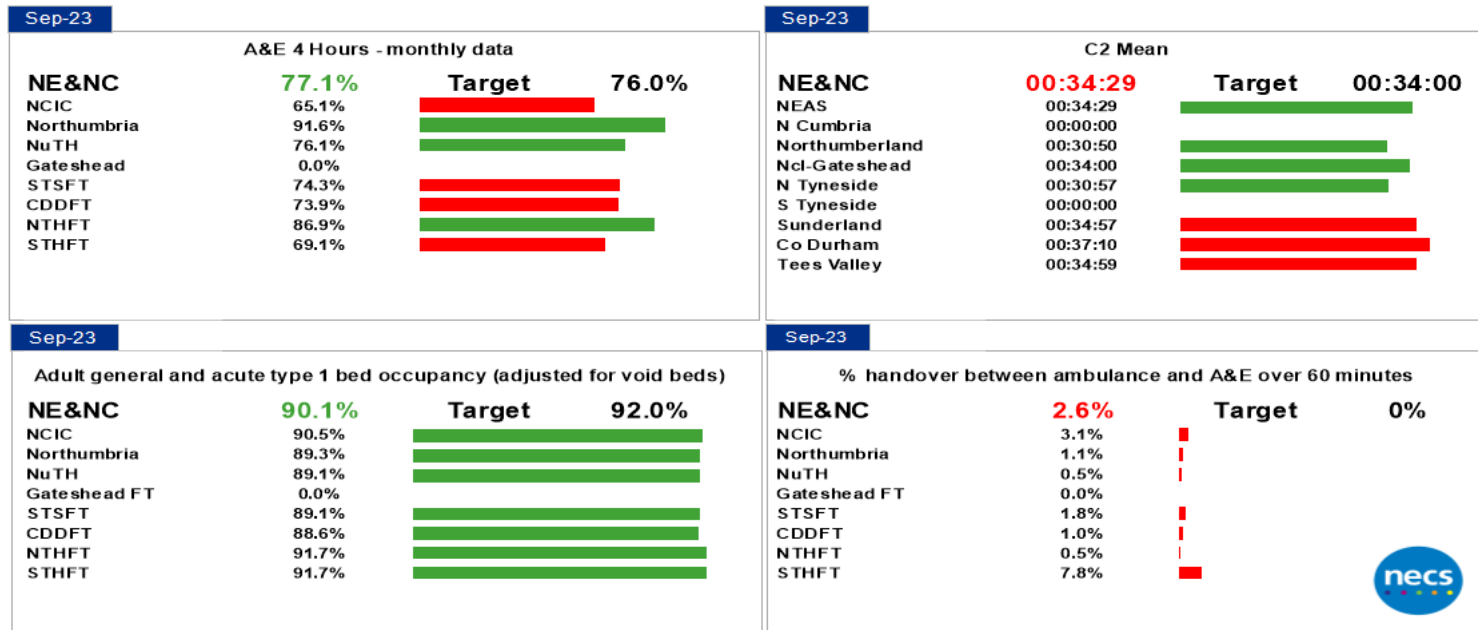 Sep-23
A&E 4 Hours - monthly data
NE&NC 77.1% Target 76.0%
NCIC 65.1%
Northumbria 91.6%
NuTH 76.1%
Gateshead 0.0%
STSFT 74.3%
CDDFT 73.9%
NTHFT 86.9%
STHFT 69.1%
Sep-23
C2 Mean
NE&NC 00:34:29 Target 00:34:00
NEAS 00:34:29
N Cumbria 00:00:00
Northumberland 00:30:50
Ncl-Gateshead 00:34:00
N Tyneside 00:30:57
S Tyneside 00:00:00
Sunderland 00:34:57
Co Durham 00:37:10
Tees Valley 00:34:59
Sep-23
Adult general and acute type 1 bed occupancy (adjusted for void beds)
NE&NC 90.1% Target 92.0%
NCIC 90.5%
Northumbria 89.3%
NuTH 89.1%
Gateshead FT 0.0%
STSFT 89.1%
CDDFT 88.6%
NTHFT 91.7%
STHFT 91.7%
Sep-23
% handover between ambulance and A&E over 60 minutes
NE&NC 2.6% Target 0%
NCIC 3.1%
Northumbria 1.1%
NuTH 0.5%
Gateshead FT 0.0%
STSFT 1.8%
CDDFT 1.0%
NTHFT 0.5%
STHFT 7.8%
necs